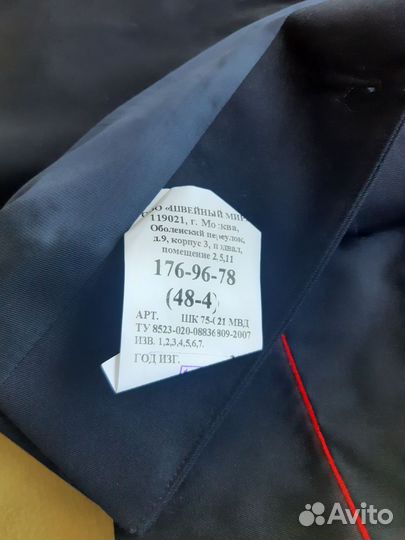 ООО «ШВЕЙНЫЙ МИР
119021, г. Москва,
Оболенский переулок,
д.9, корпус 3, подвал,
помещение 2,5,11
176-96-78
(48-4)
АРТ. ШК 75-021 МВД
ТУ 8523-020-08836809-2007
ИЗВ. 1,2,3,4,5,6,7.
ГОД ИЗГ.
Avito